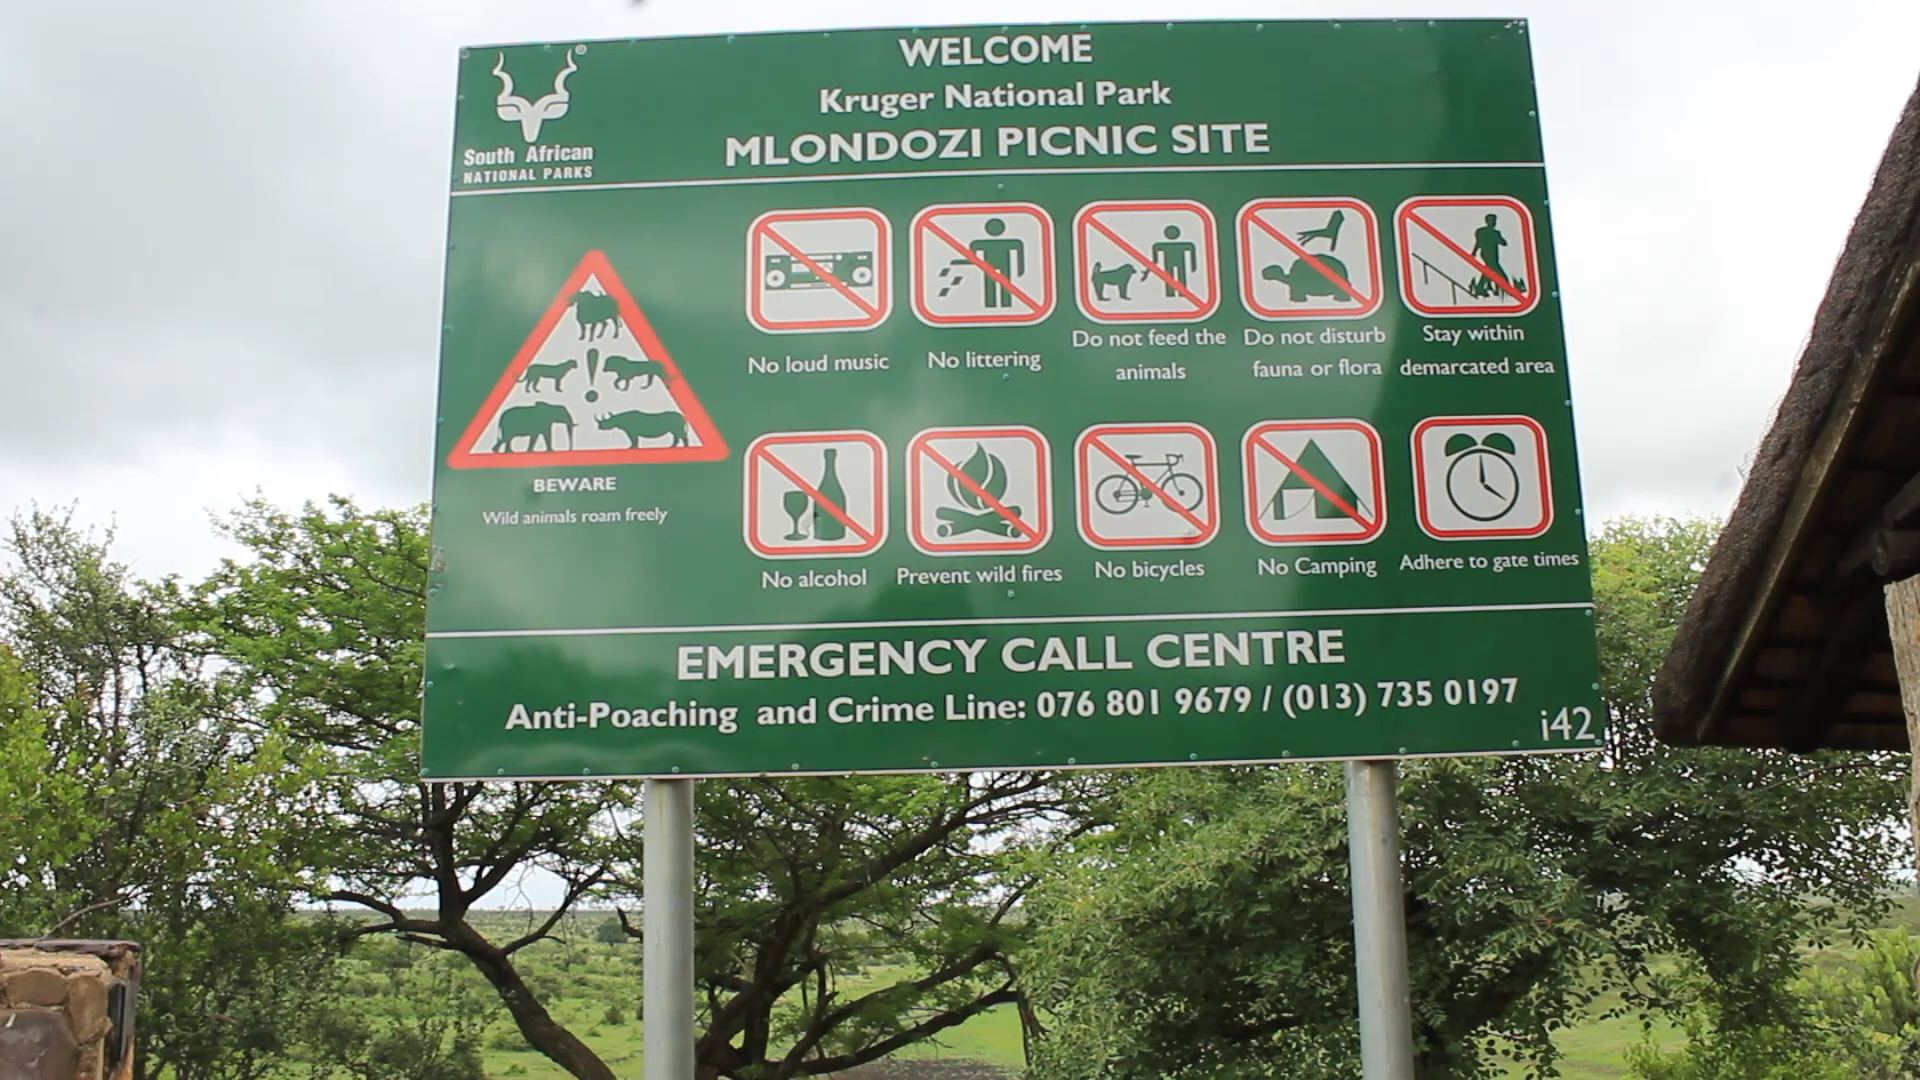 WELCOME
Kruger National Park
MLONDOZI PICNIC SITE
South African
NATIONAL PARKS
®
BEWARE
Wild animals roam freely
No loud music
No littering
Do not feed the
animals
Do not disturb
fauna or flora
Stay within
demarcated area
No alcohol
Prevent wild fires
No bicycles
No Camping
Adhere to gate times
EMERGENCY CALL CENTRE
Anti-Poaching and Crime Line: 076 801 9679 / (013) 735 0197
i42